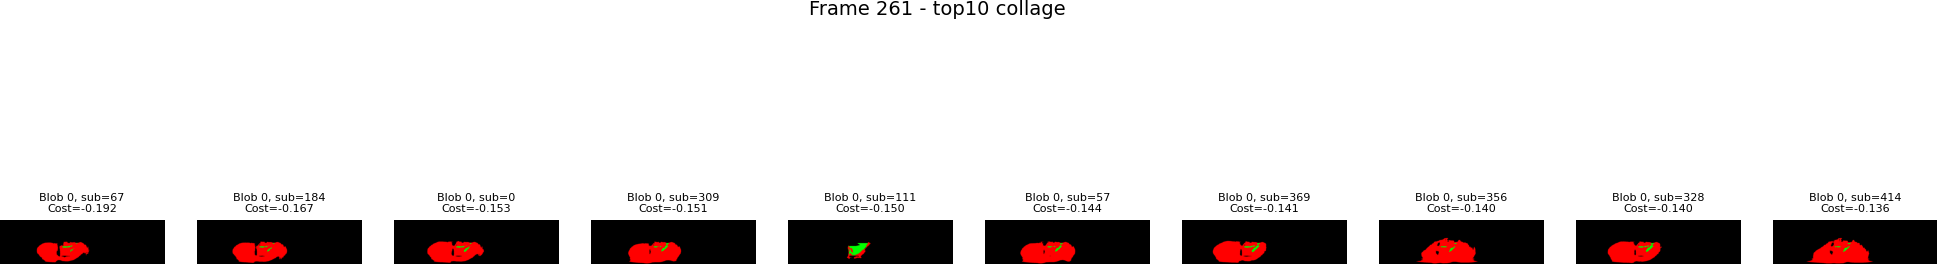 Frame 261 - top10 collage
Blob 0, sub=67
Cost=-0.192
Blob 0, sub=184
Cost=-0.167
Blob 0, sub=0
Cost=-0.153
Blob 0, sub=309
Cost=-0.151
Blob 0, sub=111
Cost=-0.150
Blob 0, sub=57
Cost=-0.144
Blob 0, sub=369
Cost=-0.141
Blob 0, sub=356
Cost=-0.140
Blob 0, sub=328
Cost=-0.140
Blob 0, sub=414
Cost=-0.136